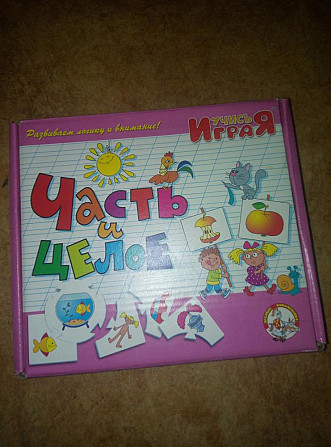 Развиваем логику и внимание!
УЧИСЬ
ИГРАЯ
ЧАСТЬ
и
ЦЕЛОЕ